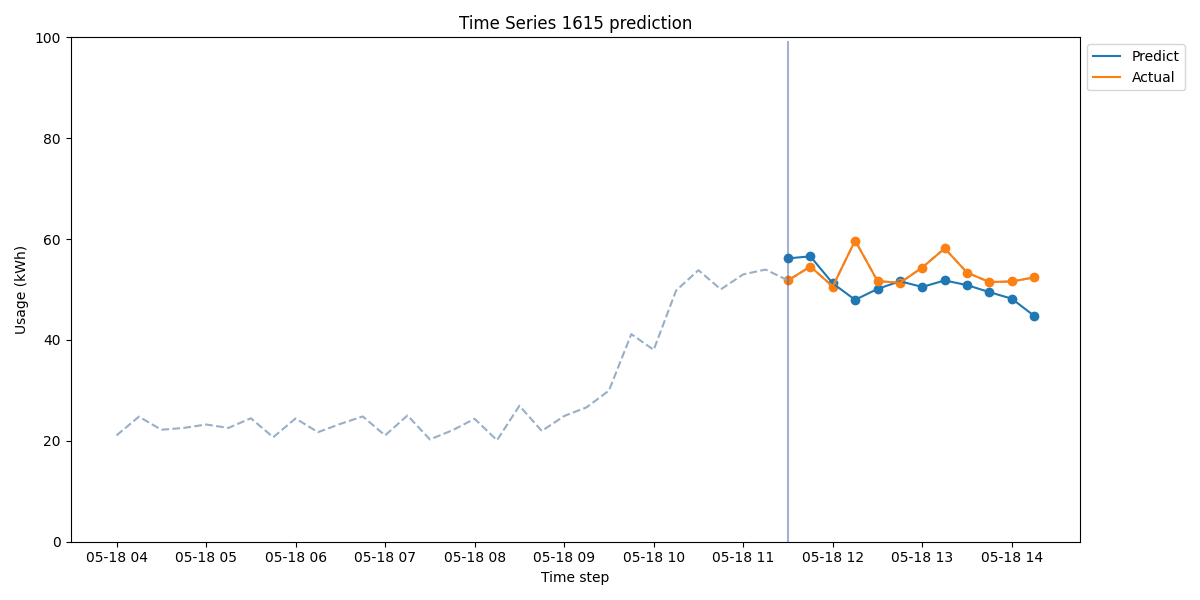 Time Series 1615 prediction
Usage (kWh)
100
80
60
40
20
0
05-18 04 05-18 05 05-18 06 05-18 07 05-18 08 05-18 09 05-18 10 05-18 11 05-18 12 05-18 13 05-18 14
Time step
Predict
Actual